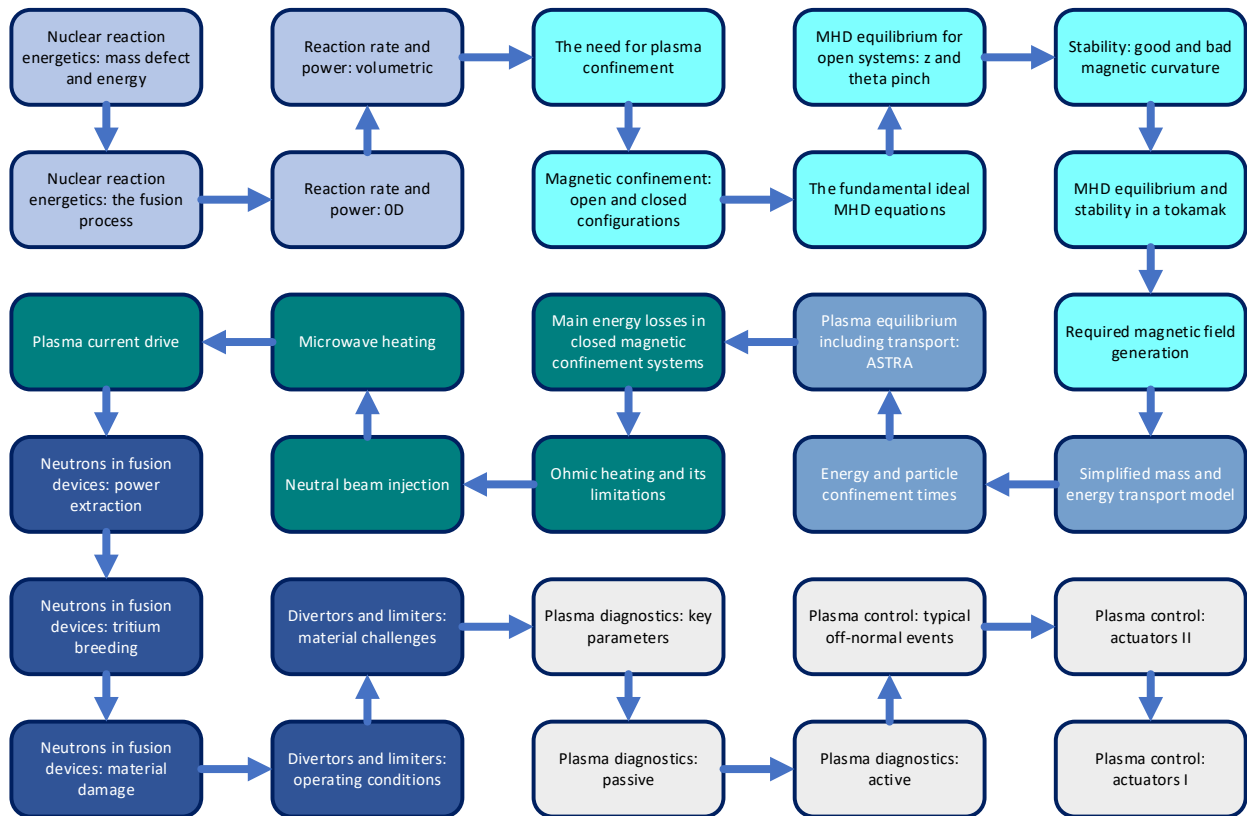 Nuclear reaction
energetics: mass defect
and energy
Nuclear reaction
energetics: the fusion
process
Reaction rate and
power: 0D
Reaction rate and
power: volumetric
The need for plasma
confinement
Magnetic confinement:
open and closed
configurations
The fundamental ideal
MHD equations
MHD equilibrium for
open systems: z and
theta pinch
Stability: good and bad
magnetic curvature
MHD equilibrium and
stability in a tokamak
Required magnetic field
generation
Simplified mass and
energy transport model
Energy and particle
confinement times
Plasma equilibrium
including transport:
ASTRA
Main energy losses in
closed magnetic
confinement systems
Ohmic heating and its
limitations
Neutral beam injection
Microwave heating
Plasma current drive
Neutrons in fusion
devices: power
extraction
Neutrons in fusion
devices: tritium
breeding
Neutrons in fusion
devices: material
damage
Divertors and limiters:
operating conditions
Divertors and limiters:
material challenges
Plasma diagnostics: key
parameters
Plasma diagnostics:
passive
Plasma diagnostics:
active
Plasma control: typical
off-normal events
Plasma control:
actuators II
Plasma control:
actuators I